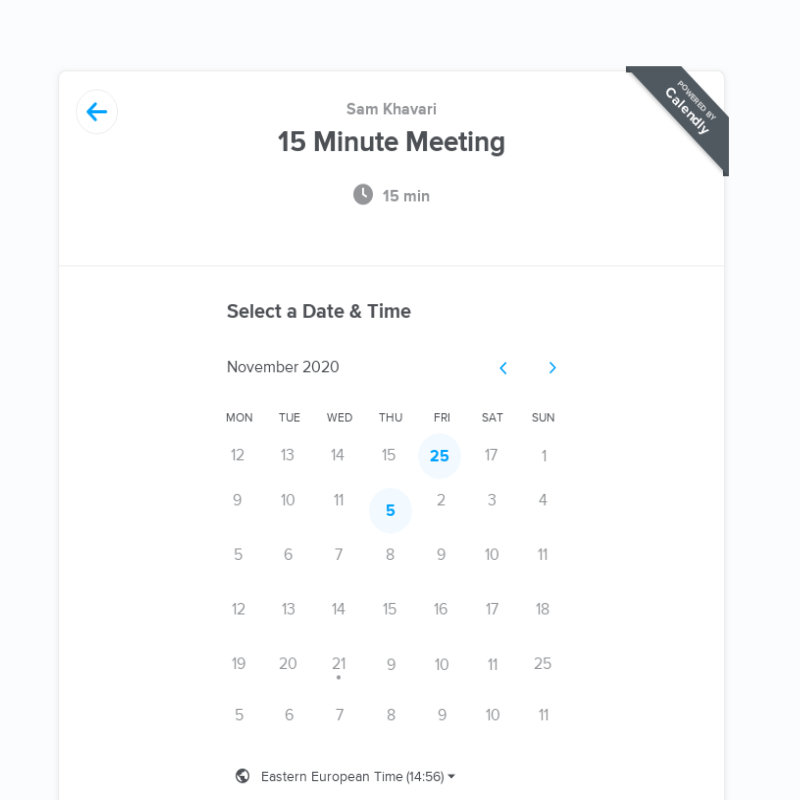 POWERED BY
Calendly
Sam Khavari
15 Minute Meeting
15 min
Select a Date & Time
November 2020
MON TUE WED THU FRI SAT SUN
12 13 14 15 25 17 1
9 10 11 5 2 3 4
5 6 7 8 9 10 11
12 13 14 15 16 17 18
19 20 21 9 10 11 25
5 6 7 8 9 10 11
Eastern European Time (14:56)